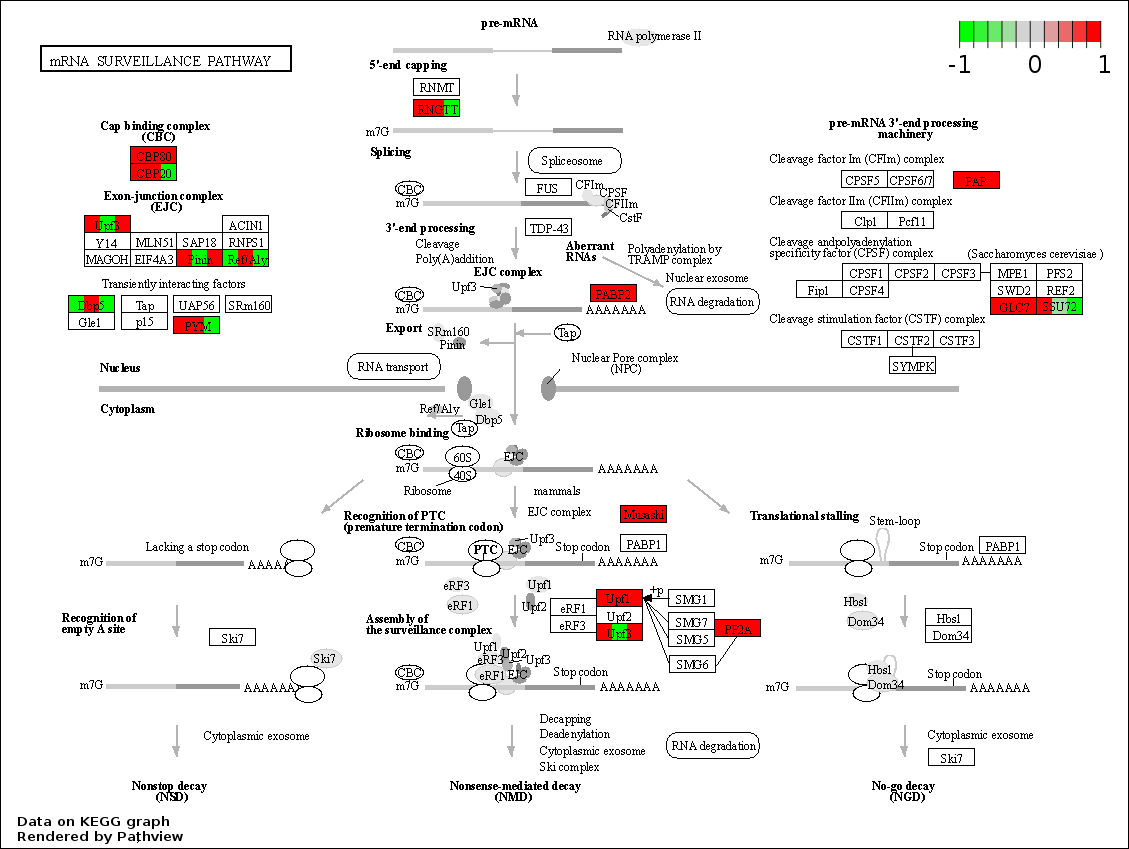 pre-mRNA
RNA polymerase II
-1 0 1
mRNA SURVEILLANCE PATHWAY
5'-end capping
RNMT
RNGTT
m7G
Cap binding complex
(CBC)
CBP80
CBP20
Exon-junction complex
(EJC)
Upf3 ACIN1
Y14 MLN51 SAP18 RNPS1
MAGOH EIF4A3 Pinin Ref/Aly
Transiently interacting factors
Dbp5 Tap UAP56 SRm160
Gle1 p15 PYM
Splicing
Spliceosome
CBC
FUS
CFIm
CPSF
CFIIm
CstF
m7G
3'-end processing
TDP-43
Cleavage
Poly(A)addition
Aberrant
RNAs
Polyadenylation by
TRAMP complex
Nuclear exosome
RNA degradation
EJC complex
Upf3
CBC
m7G
PABP2
AAAAAAA
Export
SRm160
Pinin
Tap
pre-mRNA 3'-end processing
machinery
Cleavage factor Im (CFIm) complex
CPSF5 CPSF6/7 PAP
Cleavage factor IIm (CFIIm) complex
Clp1 Pcf11
Cleavage andpolyadenylation
specificity factor (CPSF) complex
(Saccharomyces cerevisiae )
CPSF1 CPSF2 CPSF3 MPE1 PFS2
Fip1 CPSF4 SWD2 REF2
GLC7 SSU72
Cleavage stimulation factor (CSTF) complex
CSTF1 CSTF2 CSTF3
SYMPK
RNA transport
Nuclear Pore complex
(NPC)
Nucleus
Cytoplasm
Ref/Aly
Gle1
Dbp5
Tap
Ribosome binding
CBC
60S
EJC
m7G
40S
AAAAAAA
Ribosome
mammals
EJC complex
Recognition of PTC
(premature termination codon)
Musashi
PABP1
CBC
PTC
EJC
Upf3
Stop codon
m7G
AAAAAAA
Translational stalling
Stem-loop
Stop codon
PABP1
m7G
AAAAAAA
Lacking a stop codon
m7G
AAAAA
eRF3
eRF1
Upf1
Upf2
Assembly of
the surveillance complex
eRF1
eRF3
Upf1
Upf2
Upf3
+p
SMG1
SMG7
SMG5
SMG6
PP2A
Recognition of
empty A site
Ski7
Ski7
m7G
AAAAAA
Upf1
Upf2
eRF3
Upf3
CBC
eRF1
EJC
Stop codon
m7G
AAAAAAA
Hbs1
Dom34
Hbs1
Dom34
Hbs1
Dom34
Stop codon
m7G
AAAAAAA
Cytoplasmic exosome
Decapping
Deadenylation
Cytoplasmic exosome
Ski complex
RNA degradation
Cytoplasmic exosome
Ski7
Nonstop decay
(NSD)
Nonsense-mediated decay
(NMD)
No-go decay
(NGD)
Data on KEGG graph
Rendered by Pathview